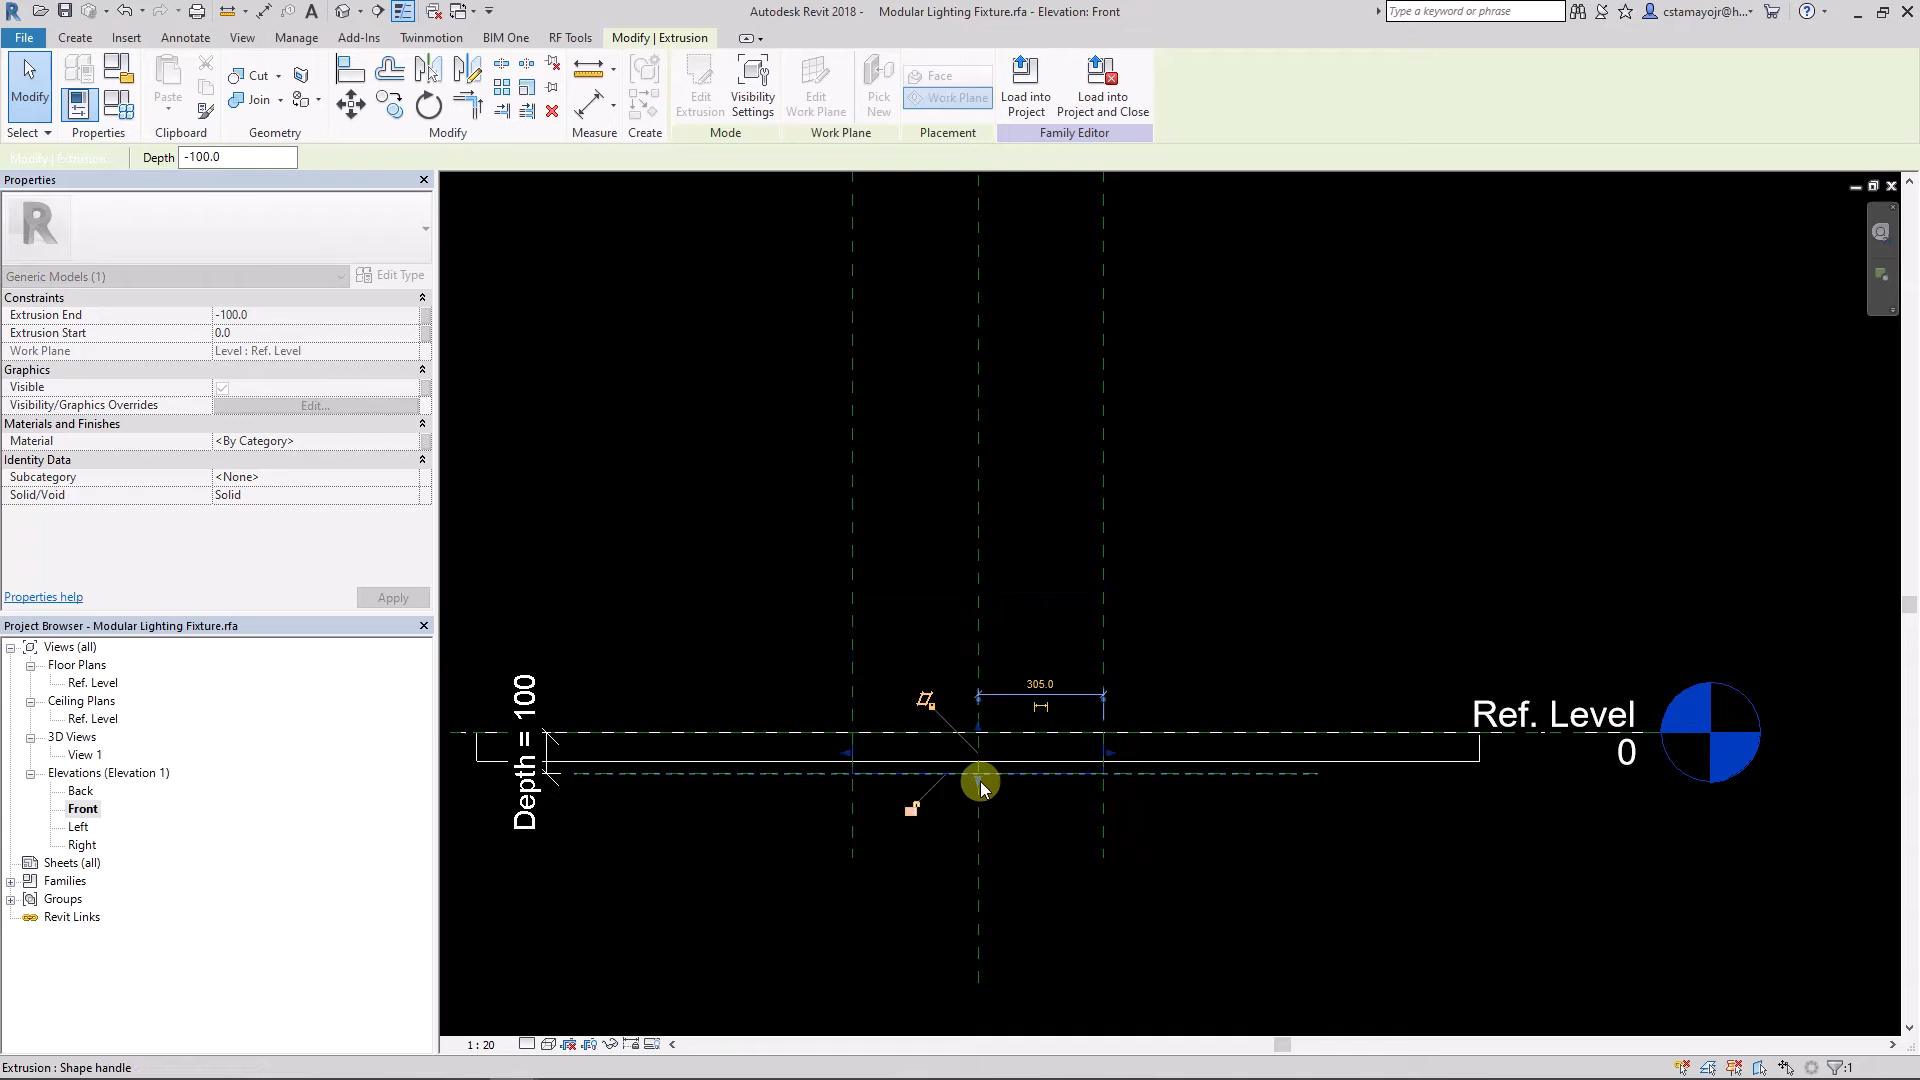 Autodesk Revit 2018 - Modular Lighting Fixture.rfa - Elevation: Front
Type a keyword or phrase
cstamayojr@h...
File Create Insert Annotate View Manage Add-Ins Twinmotion BIM One RF Tools Modify | Extrusion
Modify
Paste
Cut
Join
Edit Extrusion
Visibility Settings
Edit Work Plane
Pick New
Face
Work Plane
Load into Project
Load into Project and Close
Select Properties Clipboard Geometry Modify Measure Create Mode Work Plane Placement Family Editor
Modify | Extrusion
Depth -100.0
Properties
Generic Models (1)
Edit Type
Constraints
Extrusion End -100.0
Extrusion Start 0.0
Work Plane Level : Ref. Level
Graphics
Visible
Visibility/Graphics Overrides Edit...
Materials and Finishes
Material <By Category>
Identity Data
Subcategory <None>
Solid/Void Solid
Properties help
Apply
Project Browser - Modular Lighting Fixture.rfa
Views (all)
Floor Plans
Ref. Level
Ceiling Plans
Ref. Level
3D Views
View 1
Elevations (Elevation 1)
Back
Front
Left
Right
Sheets (all)
Families
Groups
Revit Links
305.0
Depth = 100
Ref. Level
0
1 : 20
Extrusion : Shape handle
:1